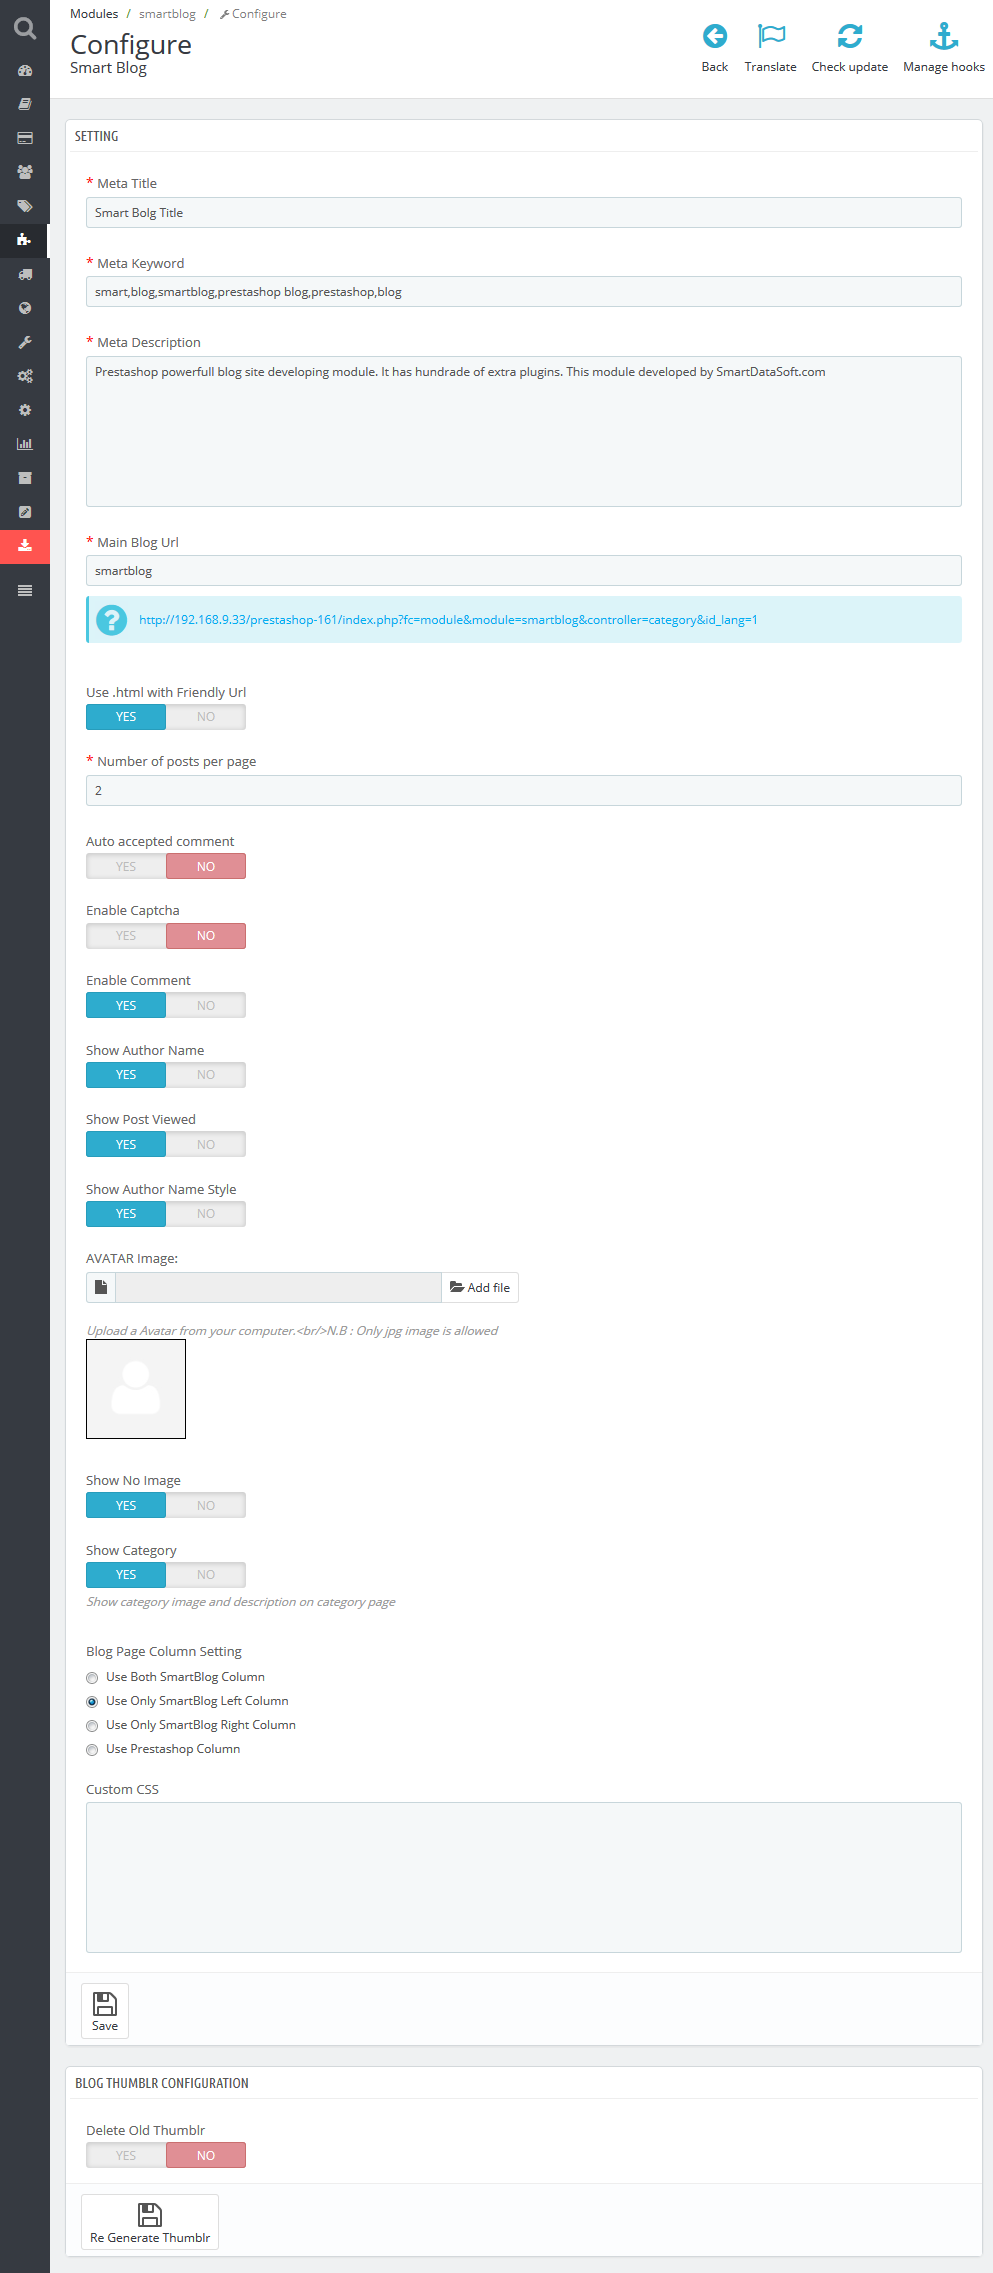 Modules / smartblog / Configure
Configure
Smart Blog
Back Translate Check update Manage hooks
SETTING
* Meta Title
Smart Bolg Title
* Meta Keyword
smart,blog,smartblog,prestashop blog,prestashop,blog
* Meta Description
Prestashop powerfull blog site developing module. It has hundrade of extra plugins. This module developed by SmartDataSoft.com
* Main Blog Url
smartblog
http://192.168.9.33/prestashop-161/index.php?fc=module&module=smartblog&controller=category&id_lang=1
Use .html with Friendly Url
YES NO
* Number of posts per page
2
Auto accepted comment
YES NO
Enable Captcha
YES NO
Enable Comment
YES NO
Show Author Name
YES NO
Show Post Viewed
YES NO
Show Author Name Style
YES NO
AVATAR Image:
Add file
Upload a Avatar from your computer.<br/>N.B : Only jpg image is allowed
Show No Image
YES NO
Show Category
YES NO
Show category image and description on category page
Blog Page Column Setting
Use Both SmartBlog Column
Use Only SmartBlog Left Column
Use Only SmartBlog Right Column
Use Prestashop Column
Custom CSS
Save
BLOG THUMBLR CONFIGURATION
Delete Old Thumblr
YES NO
Re Generate Thumblr